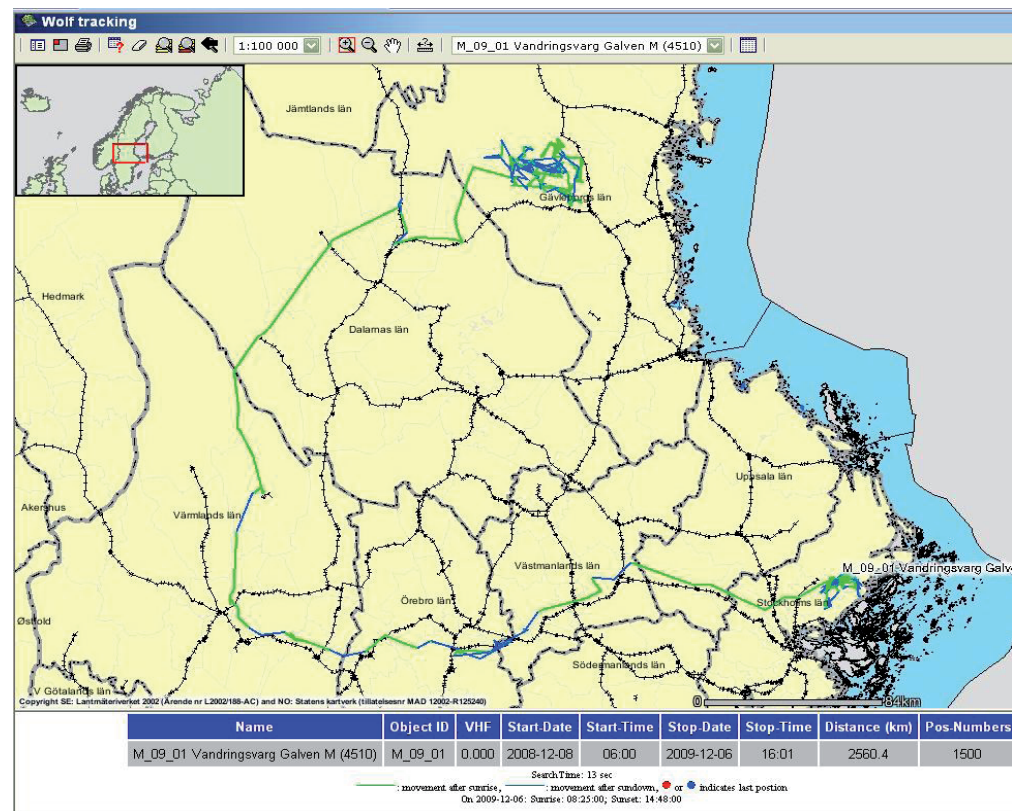 Wolf tracking
1:100 000
M_09_01 Vandringsvarg Galven M (4510)
Jämtlands län
Gävleborgs län
Hedmark
Dalarnas län
Uppsala län
Akershus
Värmlands län
M_09_01 Vandringsvarg Galv
Västmanlands län
Örebro län
Stockholms län
Østfold
Södermanlands län
V Götalands län
Copyright SE: Lantmäteriverket 2002 (Ärende nr L2002/188-AC) and NO: Statens kartverk (tillatelsesnr MAD 12002-R125240)
0 84km
Name Object ID VHF Start-Date Start-Time Stop-Date Stop-Time Distance (km) Pos-Numbers
M_09_01 Vandringsvarg Galven M (4510) M_09_01 0.000 2008-12-08 06:00 2009-12-06 16:01 2560.4 1500
SearchTime: 13 sec
: movement after sunrise, : movement after sundown, or indicates last postion
On 2009-12-06: Sunrise: 08:25:00; Sunset: 14:48:00